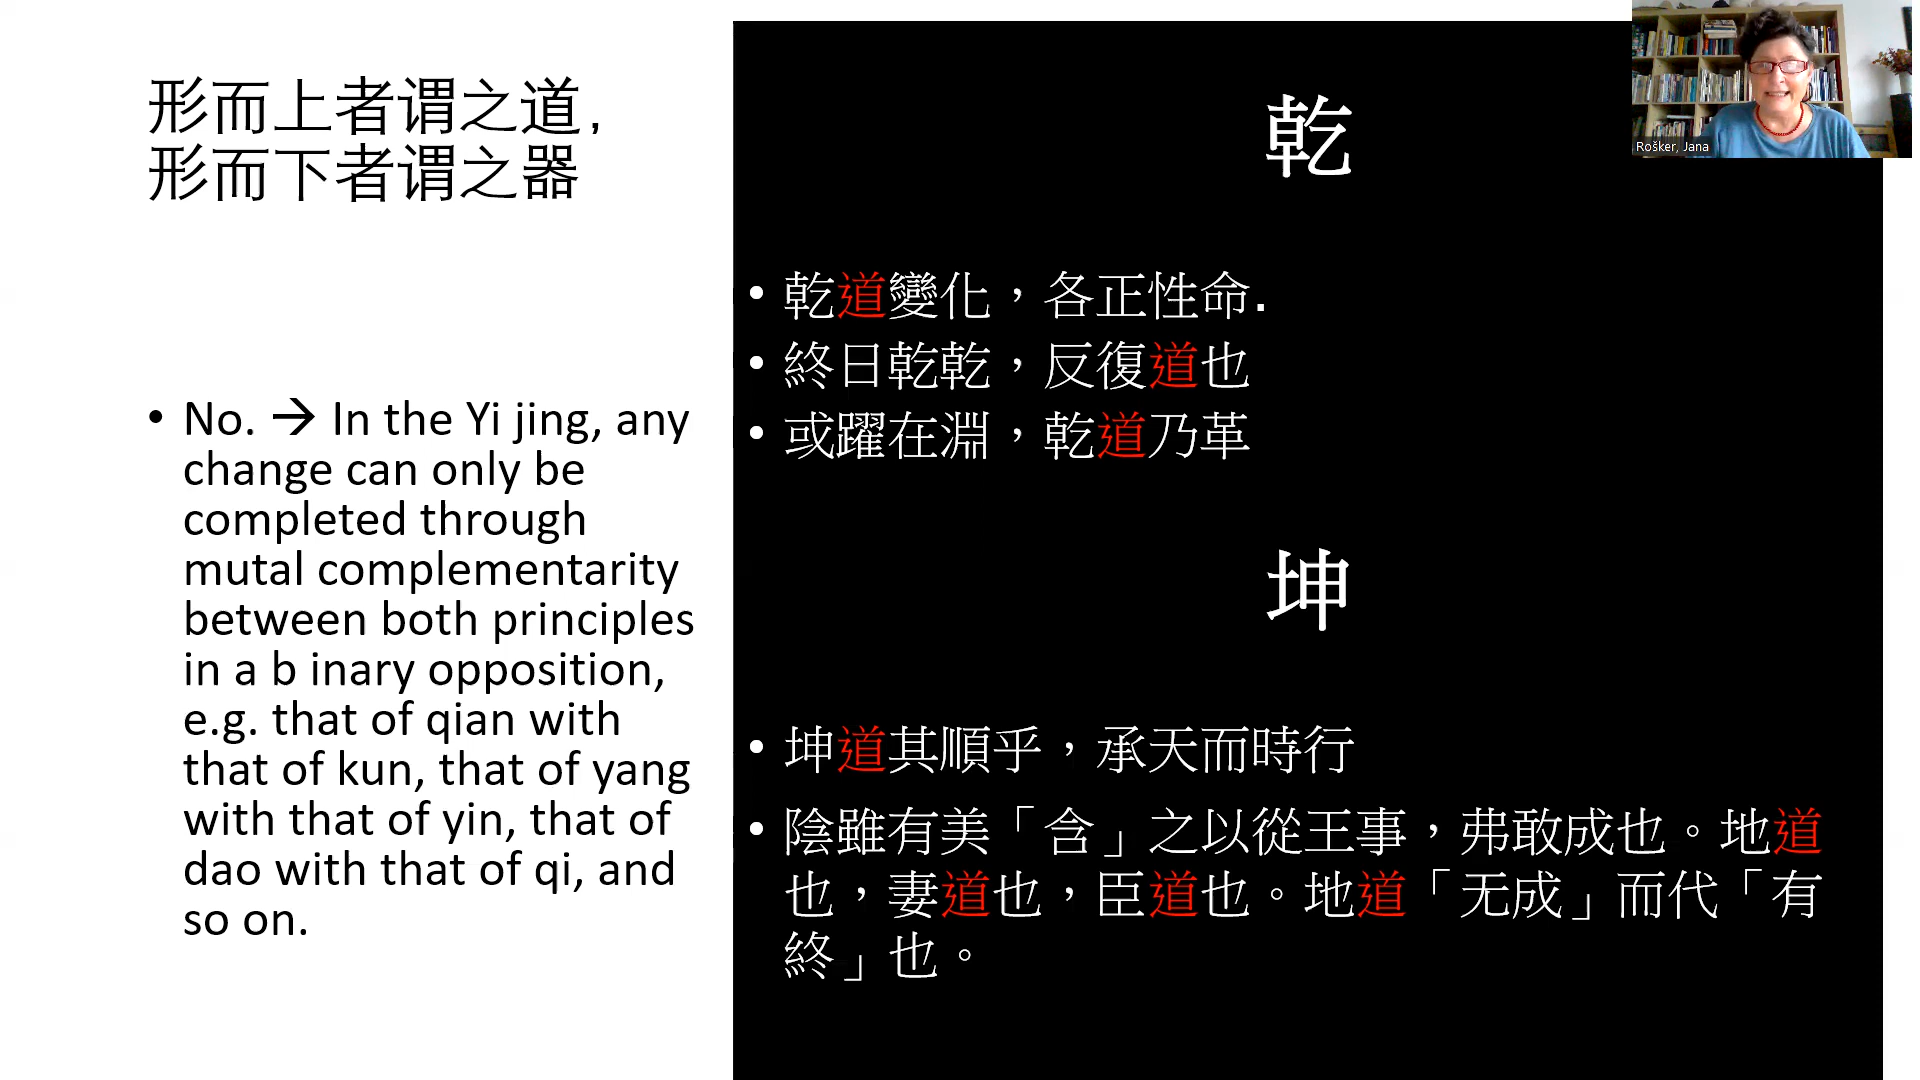 形而上者谓之道，
形而下者谓之器
• No. → In the Yi jing, any
change can only be
completed through
mutal complementarity
between both principles
in a b inary opposition,
e.g. that of qian with
that of kun, that of yang
with that of yin, that of
dao with that of qi, and
so on.
乾
• 乾道變化，各正性命.
• 終日乾乾，反復道也
• 或躍在淵，乾道乃革
坤
• 坤道其順乎，承天而時行
• 陰雖有美「含」之以從王事，弗敢成也。地道
也，妻道也，臣道也。地道「无成」而代「有
終」也。
Rošker, Jana